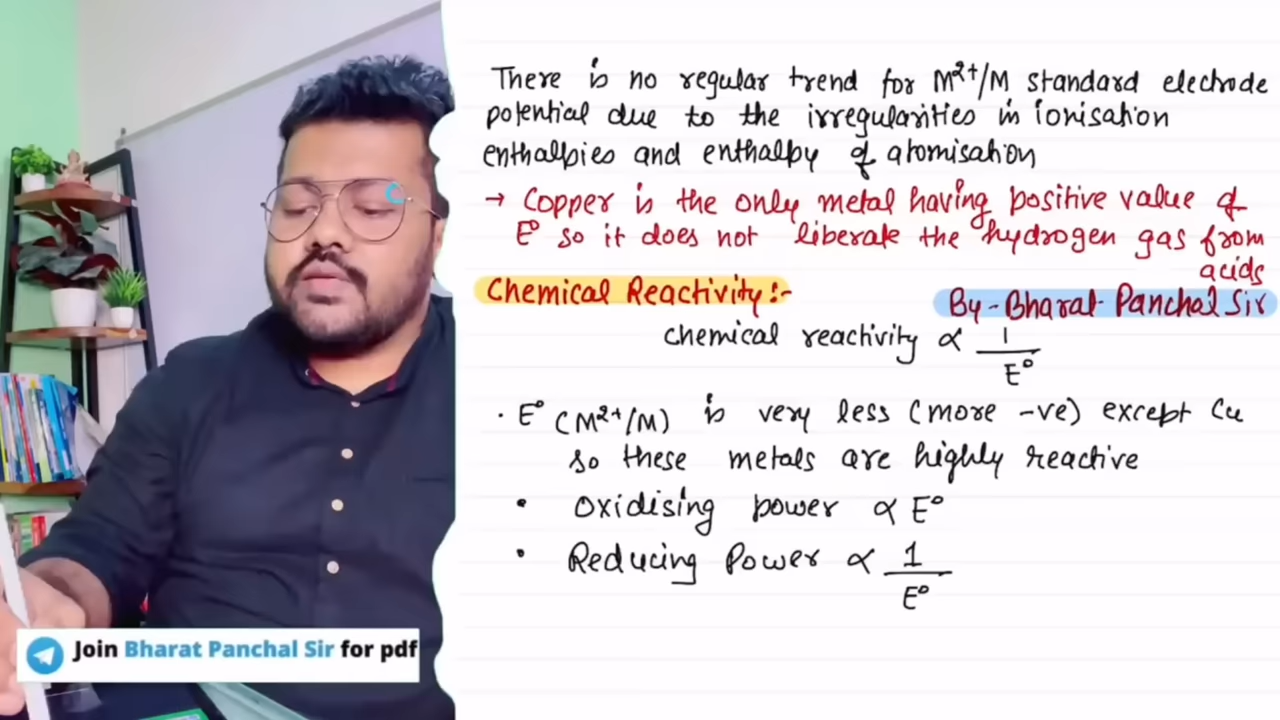 There is no regular trend for M²⁺/M standard electrode
potential due to the irregularities in ionisation
enthalpies and enthalpy of atomisation
→ Copper is the only metal having positive value of
E° so it does not liberate the hydrogen gas from
acids
Chemical Reactivity:-
By-Bharat Panchal Sir
chemical reactivity ∝ 1/E°
· E° (M²⁺/M) is very less (more -ve) except Cu
so these metals are highly reactive
• Oxidising power ∝ E°
• Reducing Power ∝ 1/E°
Join Bharat Panchal Sir for pdf